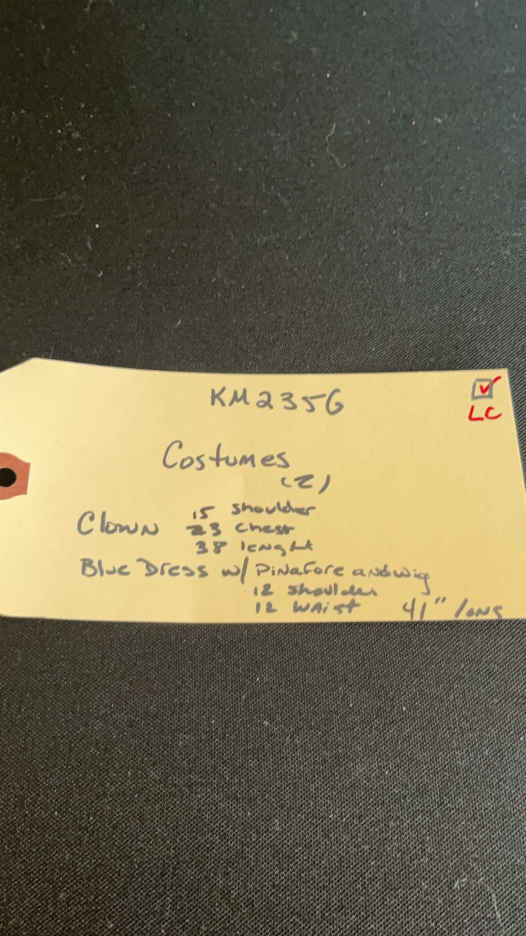 KM235G
LC
Costumes
(2)
Clown 15 shoulder
23 chest
38 lenght
Blue Dress w/ Pinafore and wig
12 shoulder
12 waist 41" long